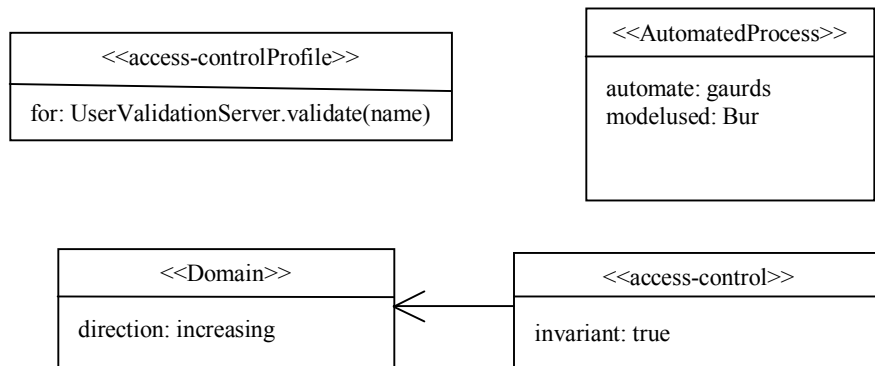 <<access-controlProfile>>
for: UserValidationServer.validate(name)
<<AutomatedProcess>>
automate: gaurds
modelused: Bur
<<Domain>>
direction: increasing
<<access-control>>
invariant: true